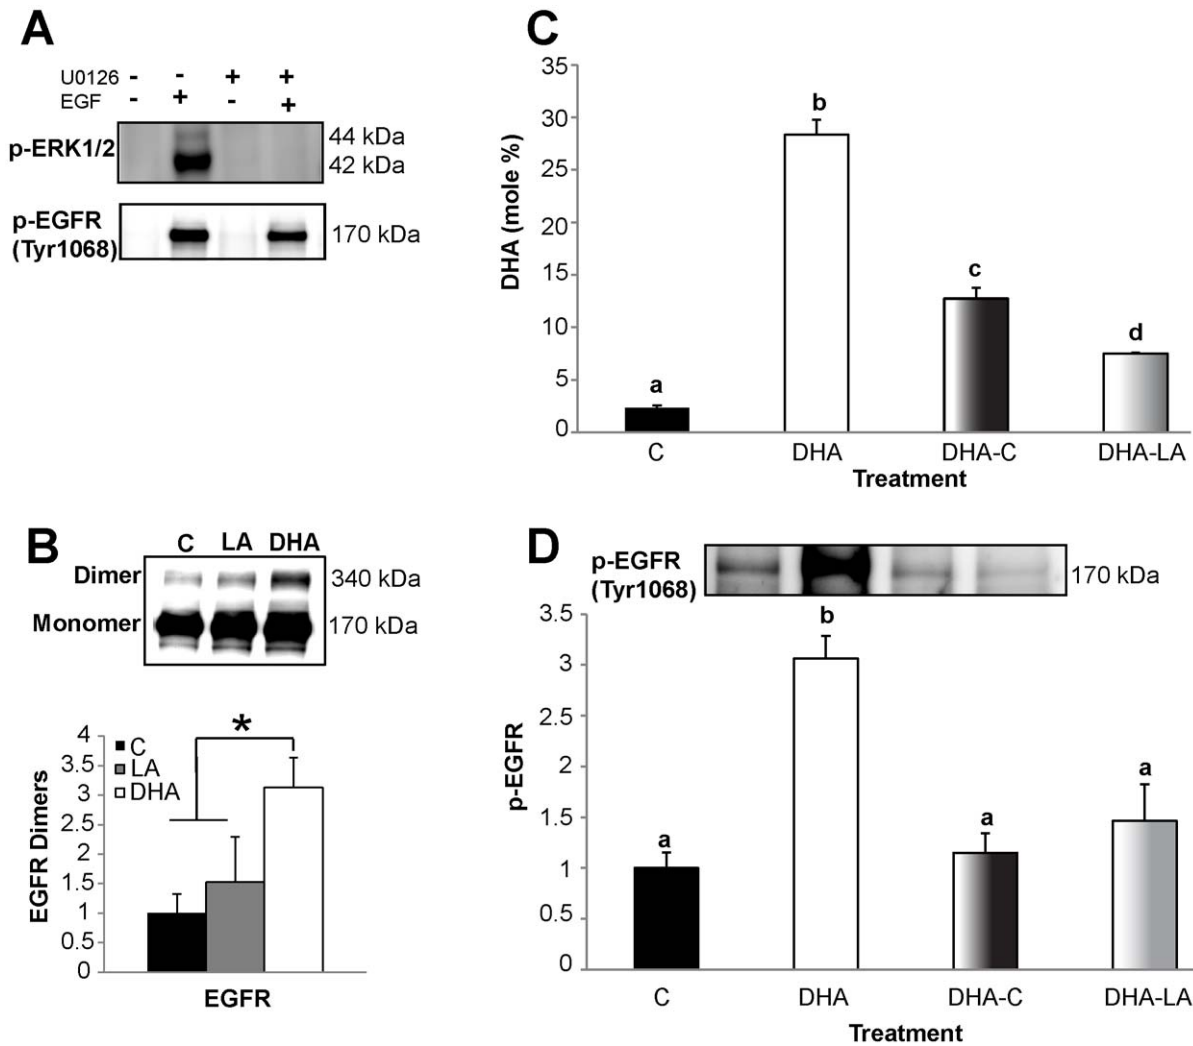 A
U0126 - - + +
EGF - + - +
p-ERK1/2
44 kDa
42 kDa
p-EGFR
(Tyr1068)
170 kDa
B
C LA DHA
Dimer 340 kDa
Monomer 170 kDa
*
C
LA
DHA
EGFR Dimers
4
3.5
3
2.5
2
1.5
1
0.5
0
EGFR
C
DHA (mole %)
35
30
25
20
15
10
5
0
a
b
c
d
C DHA DHA-C DHA-LA
Treatment
D
p-EGFR
(Tyr1068)
170 kDa
p-EGFR
3.5
3
2.5
2
1.5
1
0.5
0
a
b
a
a
C DHA DHA-C DHA-LA
Treatment